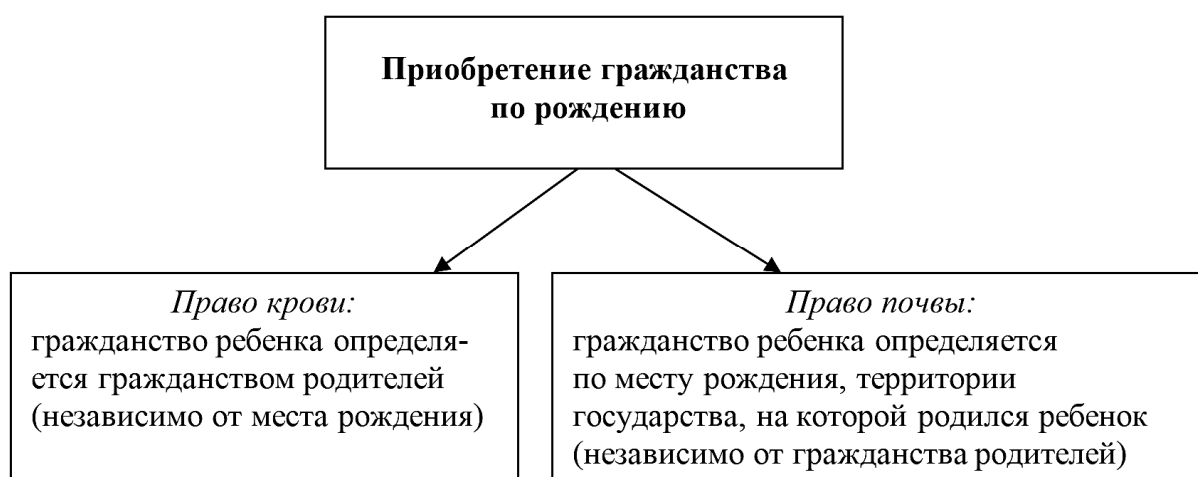 Приобретение гражданства
по рождению
Право крови:
гражданство ребенка определя-
ется гражданством родителей
(независимо от места рождения)
Право почвы:
гражданство ребенка определяется
по месту рождения, территории
государства, на которой родился ребенок
(независимо от гражданства родителей)